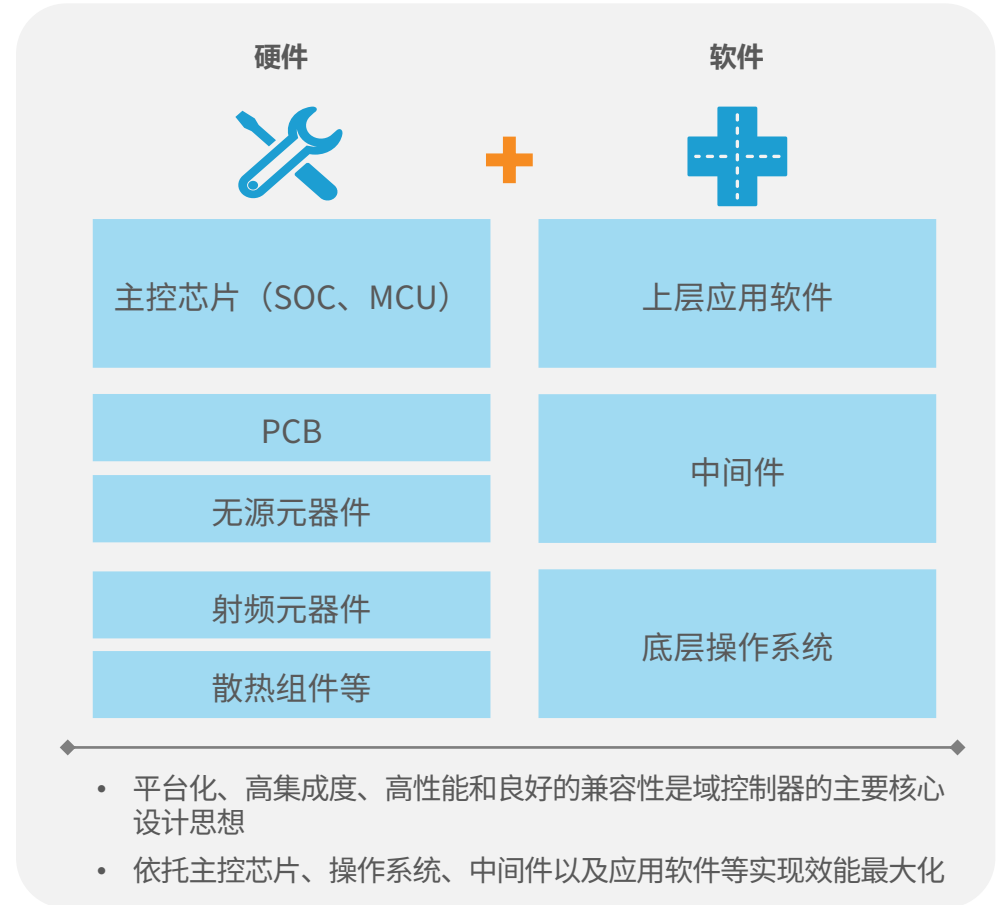 硬件
软件
主控芯片（SOC、MCU）
PCB
无源元器件
射频元器件
散热组件等
上层应用软件
中间件
底层操作系统
• 平台化、高集成度、高性能和良好的兼容性是域控制器的主要核心
设计思想
• 依托主控芯片、操作系统、中间件以及应用软件等实现效能最大化